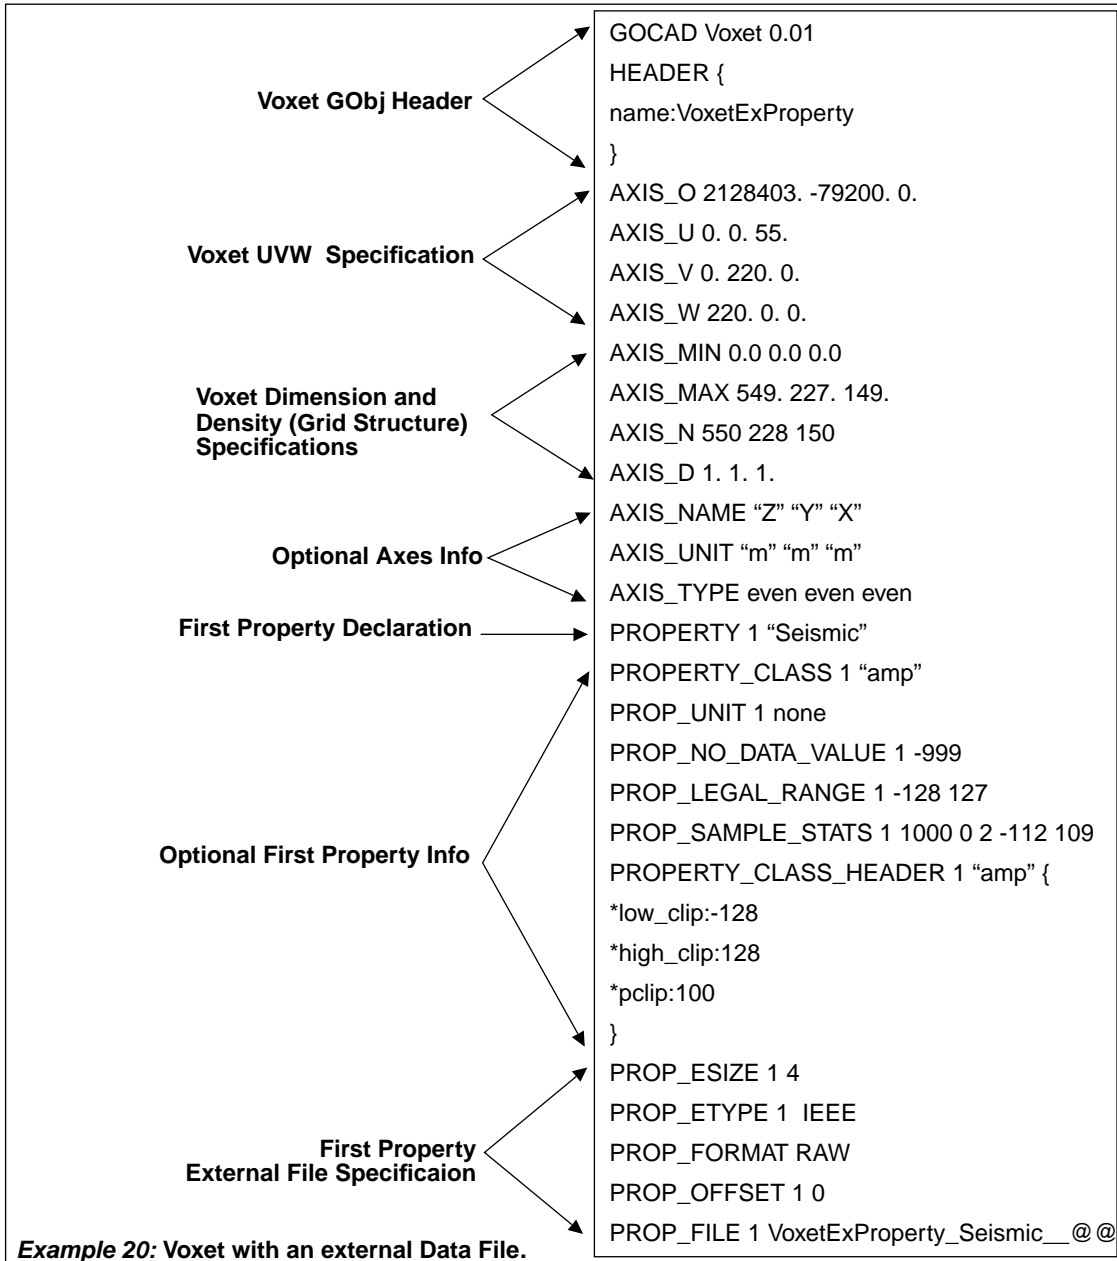 GOCAD Voxet 0.01
HEADER {
Voxet GObj Header
name:VoxetExProperty
}
AXIS_O 2128403. -79200. 0.
AXIS_U 0. 0. 55.
Voxet UVW Specification
AXIS_V 0. 220. 0.
AXIS_W 220. 0. 0.
AXIS_MIN 0.0 0.0 0.0
AXIS_MAX 549. 227. 149.
Voxet Dimension and
Density (Grid Structure)
Specifications
AXIS_N 550 228 150
AXIS_D 1. 1. 1.
AXIS_NAME “Z” “Y” “X”
Optional Axes Info
AXIS_UNIT “m” “m” “m”
AXIS_TYPE even even even
First Property Declaration
PROPERTY 1 “Seismic”
PROPERTY_CLASS 1 “amp”
PROP_UNIT 1 none
PROP_NO_DATA_VALUE 1 -999
PROP_LEGAL_RANGE 1 -128 127
PROP_SAMPLE_STATS 1 1000 0 2 -112 109
Optional First Property Info
PROPERTY_CLASS_HEADER 1 “amp” {
*low_clip:-128
*high_clip:128
*pclip:100
}
PROP_ESIZE 1 4
PROP_ETYPE 1 IEEE
First Property
External File Specificaion
PROP_FORMAT RAW
PROP_OFFSET 1 0
PROP_FILE 1 VoxetExProperty_Seismic__@@
Example 20: Voxet with an external Data File.